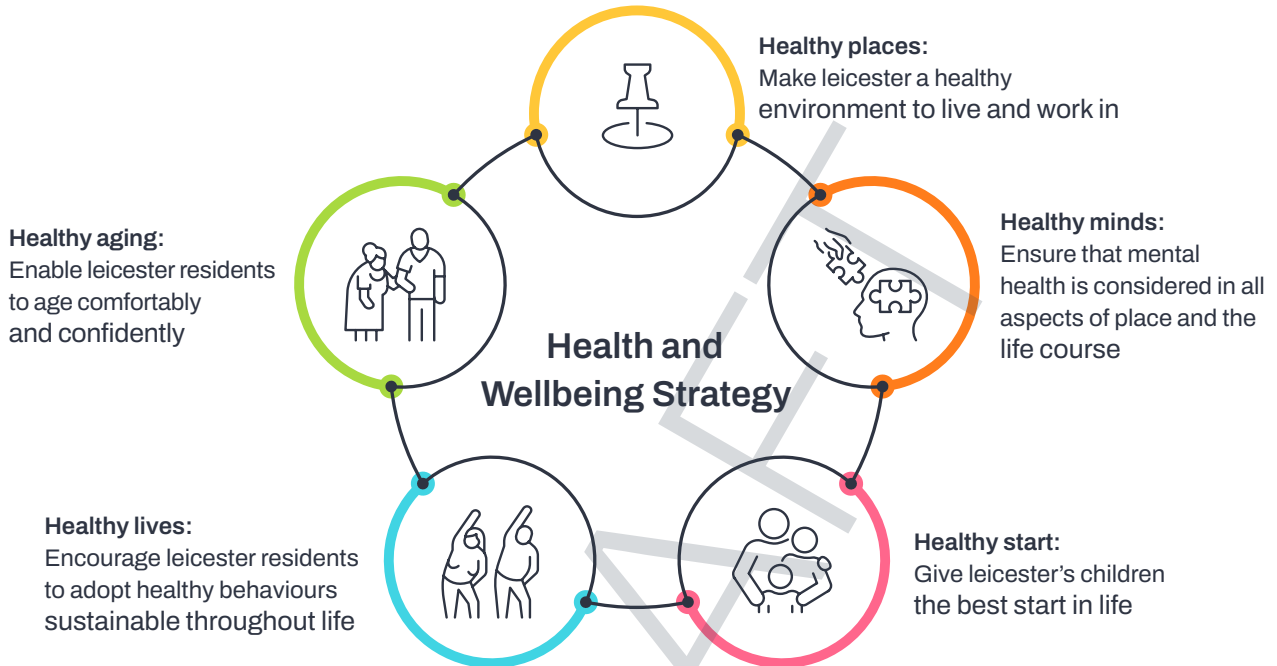 Healthy places:
Make leicester a healthy
environment to live and work in
Healthy minds:
Ensure that mental
health is considered in all
aspects of place and the
life course
Healthy aging:
Enable leicester residents
to age comfortably
and confidently
Health and
Wellbeing Strategy
Healthy lives:
Encourage leicester residents
to adopt healthy behaviours
sustainable throughout life
Healthy start:
Give leicester’s children
the best start in life